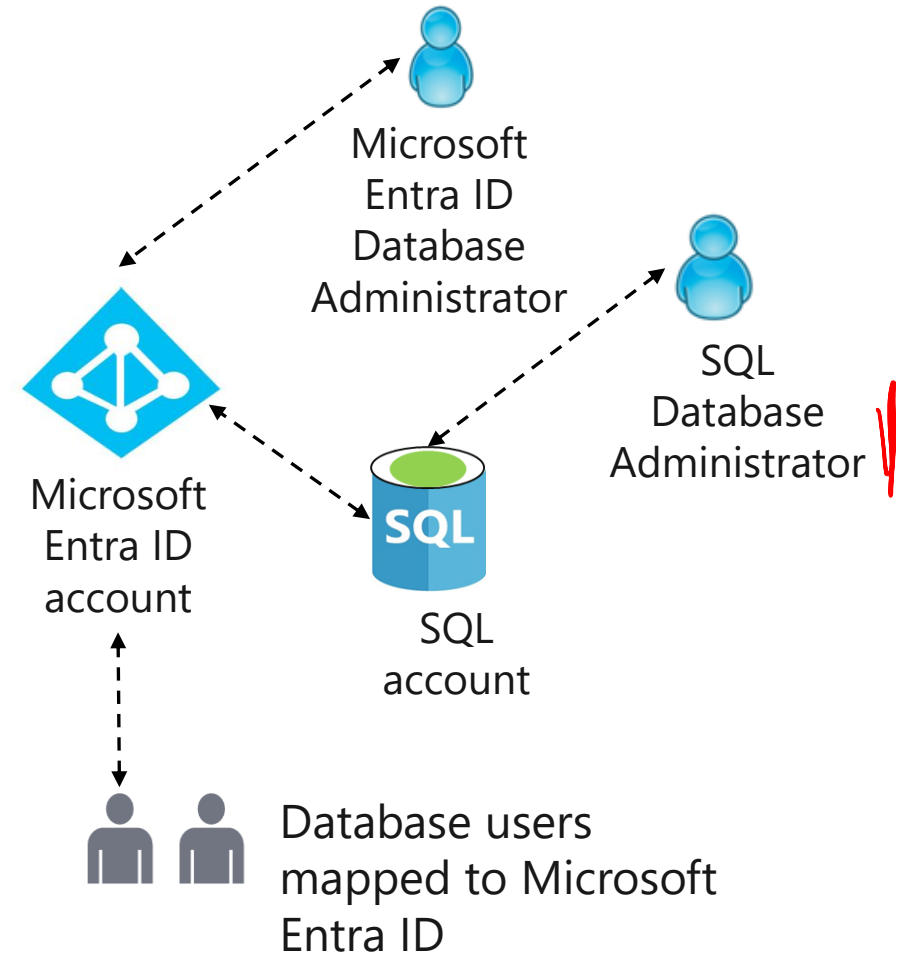 Microsoft
Entra ID
Database
Administrator
SQL
Database
Administrator
Microsoft
Entra ID
account
SQL
SQL
account
Database users
mapped to Microsoft
Entra ID